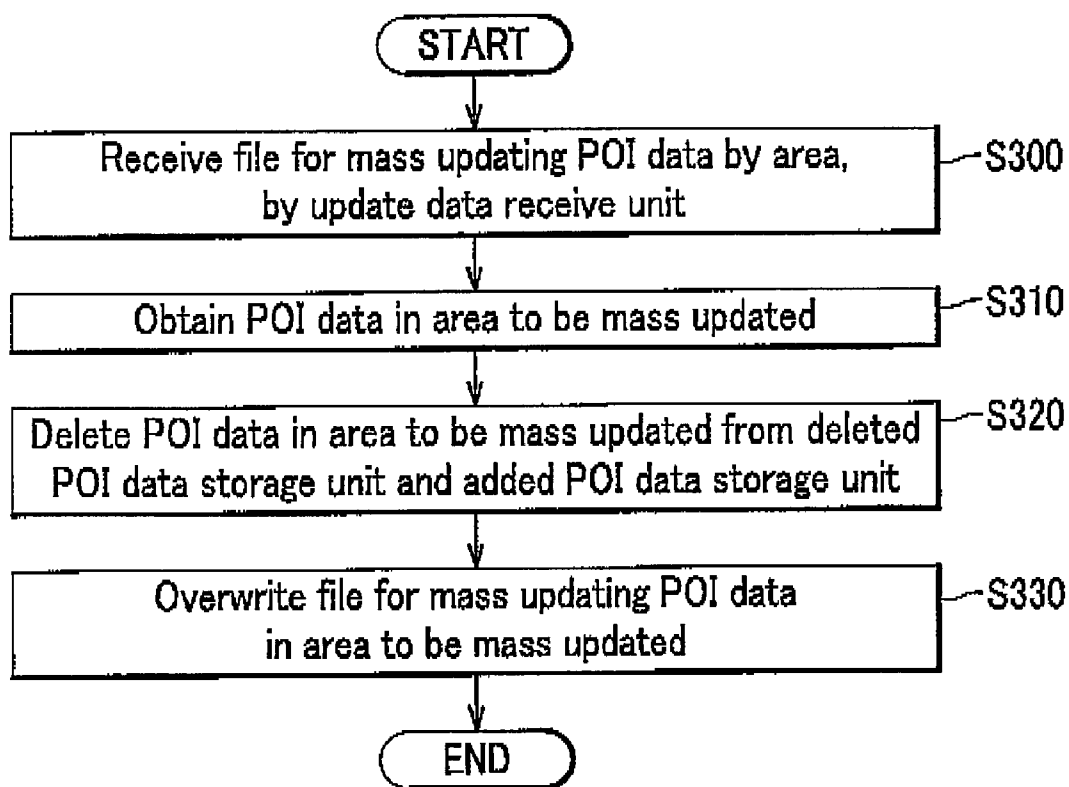 START
Receive file for mass updating POI data by area,
by update data receive unit
S300
Obtain POI data in area to be mass updated
S310
Delete POI data in area to be mass updated from deleted
POI data storage unit and added POI data storage unit
S320
Overwrite file for mass updating POI data
in area to be mass updated
S330
END